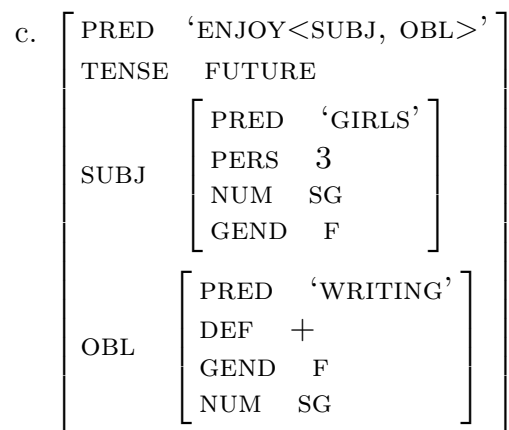 c. PRED ‘ENJOY<SUBJ, OBL>’
TENSE FUTURE
SUBJ
PRED ‘GIRLS’
PERS 3
NUM SG
GEND F
OBL
PRED ‘WRITING’
DEF +
GEND F
NUM SG